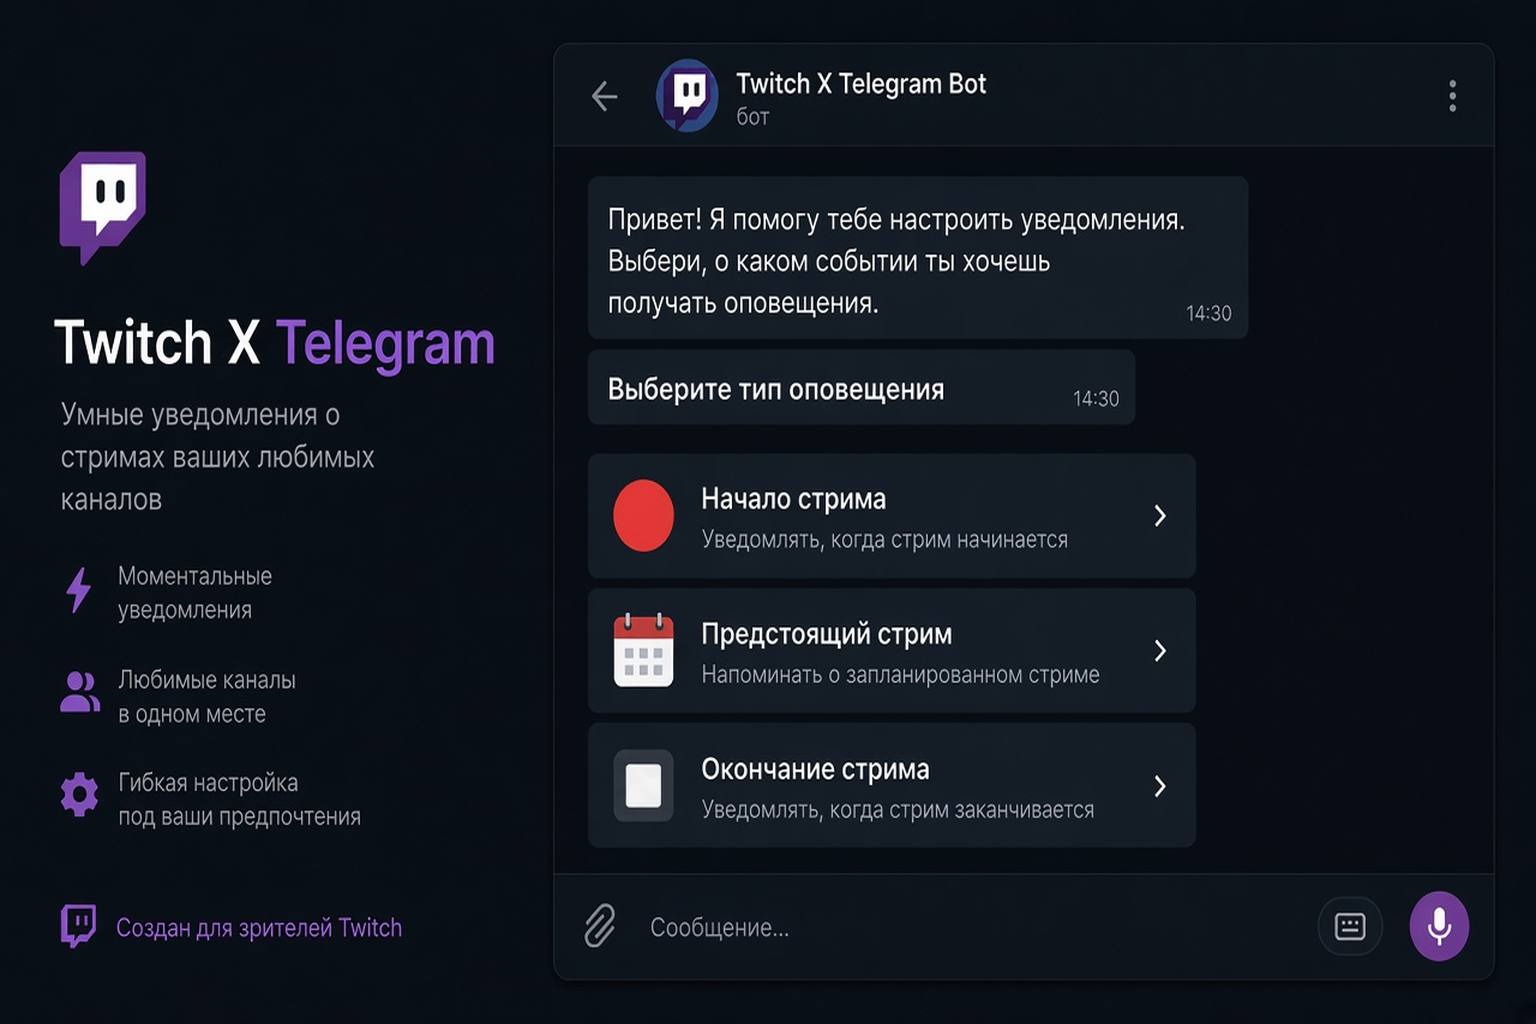 Twitch X Telegram
Умные уведомления о
стримах ваших любимых
каналов
Моментальные
уведомления
Любимые каналы
в одном месте
Гибкая настройка
под ваши предпочтения
Создан для зрителей Twitch
Twitch X Telegram Bot
бот
Привет! Я помогу тебе настроить уведомления.
Выбери, о каком событии ты хочешь
получать оповещения.
14:30
Выберите тип оповещения
14:30
Начало стрима
Уведомлять, когда стрим начинается
Предстоящий стрим
Напоминать о запланированном стриме
Окончание стрима
Уведомлять, когда стрим заканчивается
Сообщение...